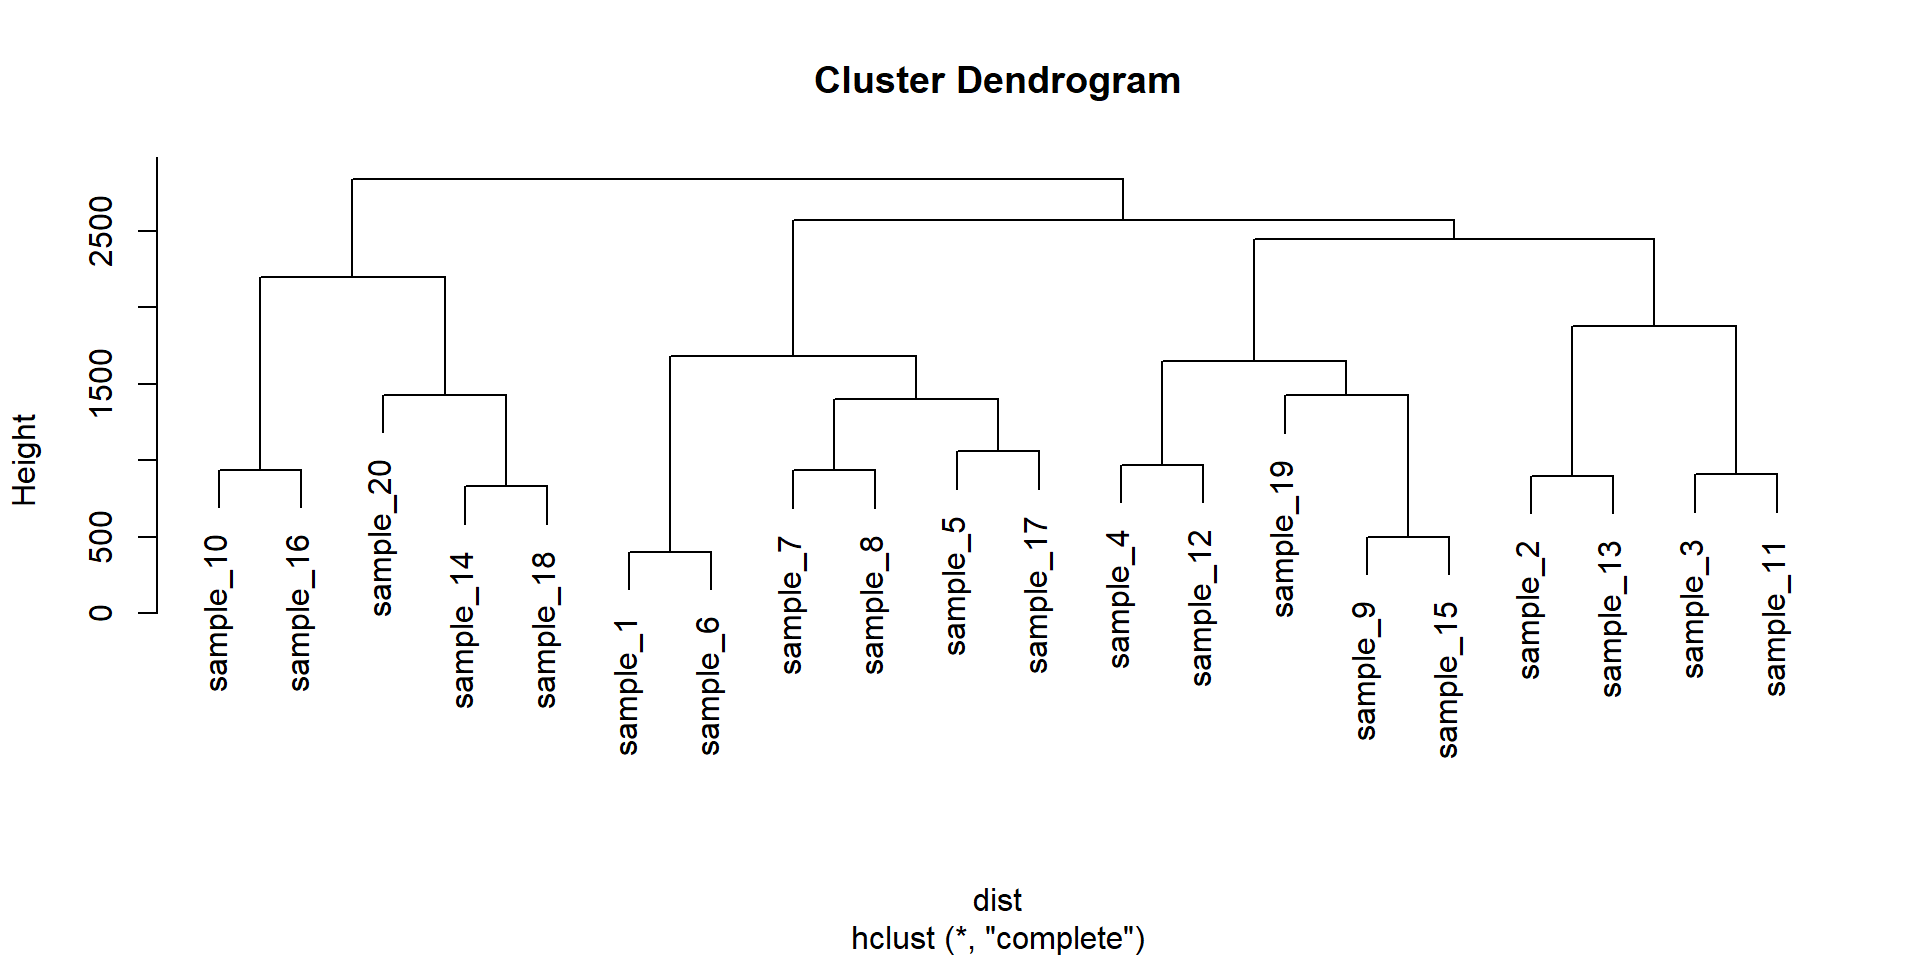 Cluster Dendrogram
Height
2500
1500
500
0
sample_10
sample_16
sample_20
sample_14
sample_18
sample_1
sample_6
sample_7
sample_8
sample_5
sample_17
sample_4
sample_12
sample_19
sample_9
sample_15
sample_2
sample_13
sample_3
sample_11
dist
hclust (*, "complete")